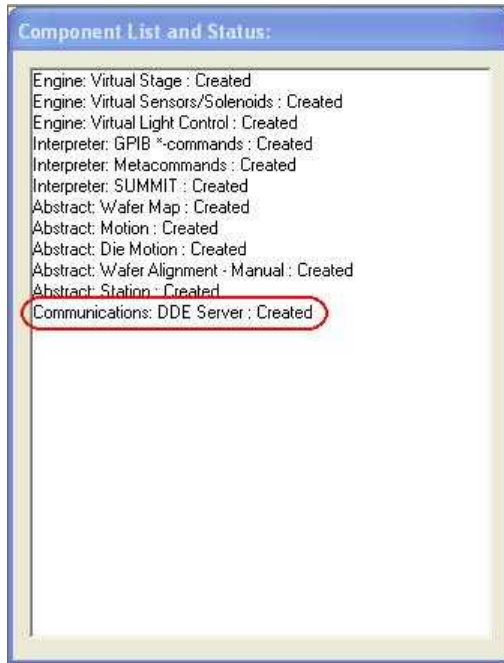 Component List and Status:
Engine: Virtual Stage : Created
Engine: Virtual Sensors/Solenoids : Created
Engine: Virtual Light Control : Created
Interpreter: GPIB *-commands : Created
Interpreter: Metacommands : Created
Interpreter: SUMMIT : Created
Abstract: Wafer Map : Created
Abstract: Motion : Created
Abstract: Die Motion : Created
Abstract: Wafer Alignment - Manual : Created
Abstract: Station : Created
Communications: DDE Server : Created